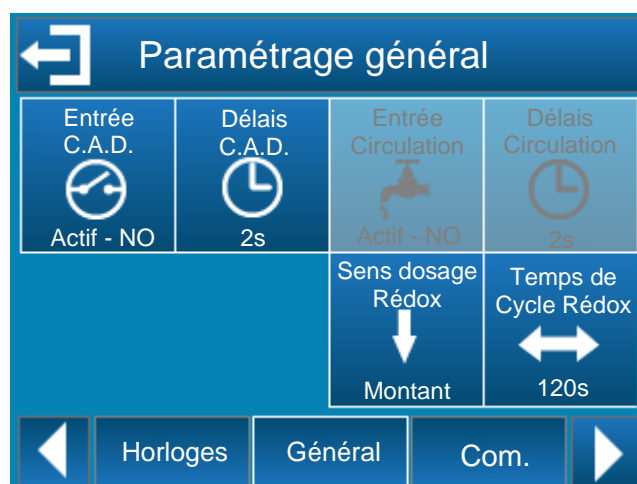 Paramétrage général
Entrée
C.A.D.
Actif - NO
Délais
C.A.D.
2s
Entrée
Circulation
Actif - NO
Délais
Circulation
2s
Sens dosage
Rédox
Montant
Temps de
Cycle Rédox
120s
Horloges
Général
Com.